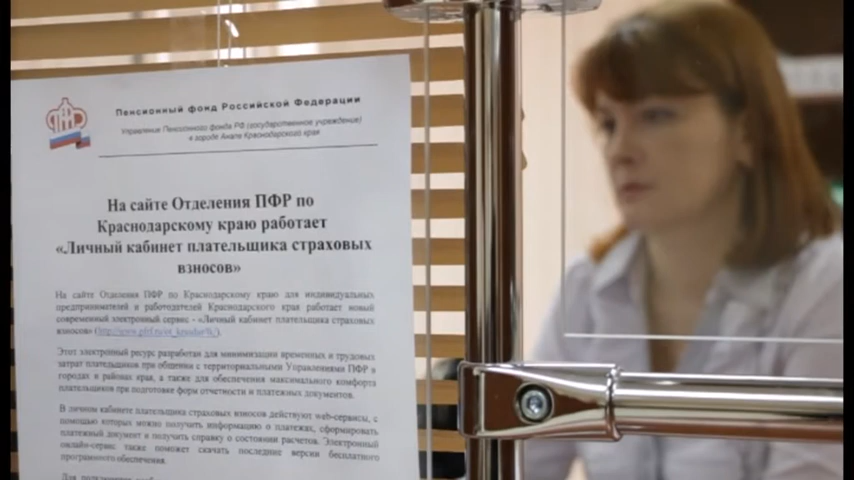 Пенсионный фонд Российской Федерации
Управление Пенсионного фонда РФ (государственное учреждение)
в городе Анапе Краснодарского края
На сайте Отделения ПФР по
Краснодарскому краю работает
«Личный кабинет плательщика страховых
взносов»
На сайте Отделения ПФР по Краснодарскому краю для индивидуальных
предпринимателей и работодателей Краснодарского края работает новый
современный электронный сервис - «Личный кабинет плательщика страховых
взносов»
Этот электронный ресурс разработан для минимизации временных и трудовых
затрат плательщиков при общении с территориальными Управлениями ПФР в
городах и районах края, а также для обеспечения максимального комфорта
плательщиков при подготовке форм отчетности и платежных документов.
В личном кабинете плательщика страховых взносов действуют web-сервисы, с
помощью которых можно получить информацию о платежах, сформировать
платежный документ и получить справку о состоянии расчетов. Электронный
онлайн-сервис также поможет скачать последние версии бесплатного
программного обеспечения.